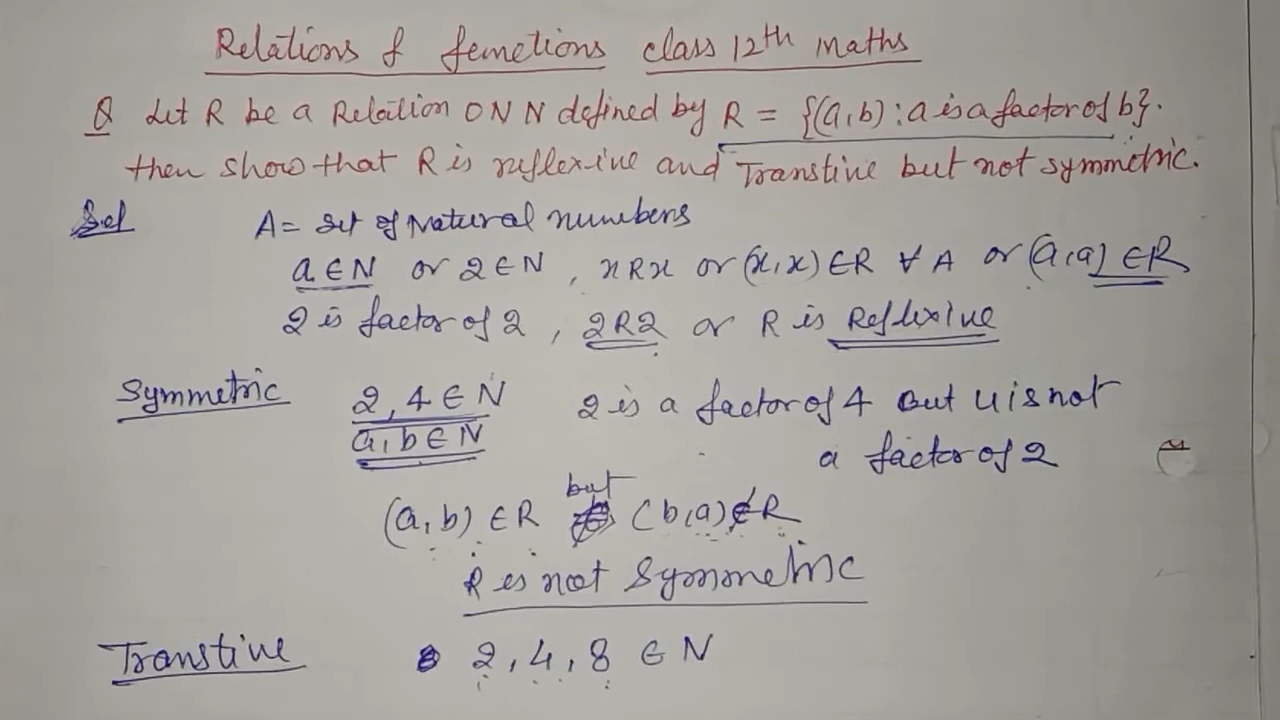 Relations & functions class 12th maths
Q Let R be a Relation ON N defined by R = {(a,b) : a is a factor of b}.
then show that R is reflexive and Transtive but not symmetric.
Sol A = set of Natural numbers
a ∈ N or 2 ∈ N , xRx or (x,x) ∈ R ∀ A or (a,a) ∈ R
2 is factor of 2 , 2R2 or R is Reflexive
Symmetric 2, 4 ∈ N 2 is a factor of 4 But 4 is not
a, b ∈ N a factor of 2
(a,b) ∈ R but (b,a) ∉ R
R is not Symmetric
Transtive 2, 4, 8 ∈ N